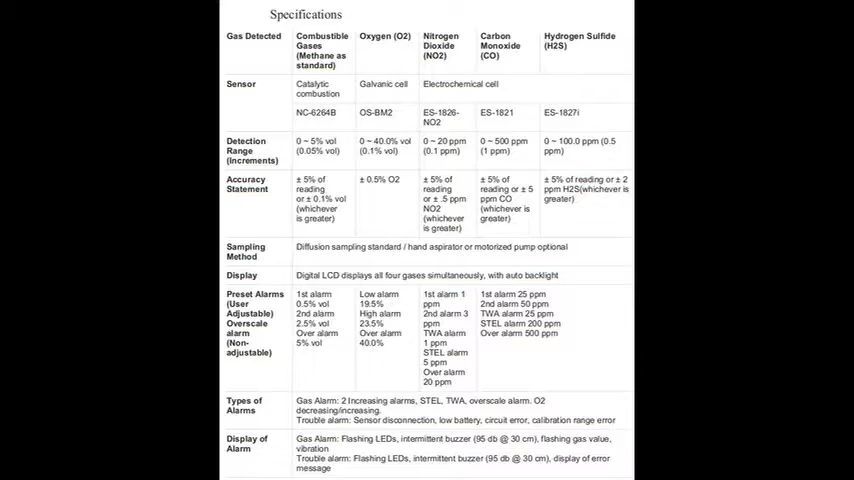 Specifications
Gas Detected
Combustible
Gases
(Methane as
standard)
Oxygen (O2)
Nitrogen
Dioxide
(NO2)
Carbon
Monoxide
(CO)
Hydrogen Sulfide
(H2S)
Sensor
Catalytic
combustion
Galvanic cell
Electrochemical cell
NC-6264B
OS-BM2
ES-1826-
NO2
ES-1821
ES-1827i
Detection
Range
(Increments)
0 ~ 5% vol
(0.05% vol)
0 ~ 40.0% vol
(0.1% vol)
0 ~ 20 ppm
(0.1 ppm)
0 ~ 500 ppm
(1 ppm)
0 ~ 100.0 ppm (0.5
ppm)
Accuracy
Statement
± 5% of
reading
or ± 0.1% vol
(whichever
is greater)
± 0.5% O2
± 5% of
reading
or ± .5 ppm
NO2
(whichever
is greater)
± 5% of
reading or ± 5
ppm CO
(whichever is
greater)
± 5% of reading or ± 2
ppm H2S(whichever is
greater)
Sampling
Method
Diffusion sampling standard / hand aspirator or motorized pump optional
Display
Digital LCD displays all four gases simultaneously, with auto backlight
Preset Alarms
(User
Adjustable)
Overscale
alarm
(Non-
adjustable)
1st alarm
0.5% vol
2nd alarm
2.5% vol
Over alarm
5% vol
Low alarm
19.5%
High alarm
23.5%
Over alarm
40.0%
1st alarm 1
ppm
2nd alarm 3
ppm
TWA alarm
1 ppm
STEL alarm
5 ppm
Over alarm
20 ppm
1st alarm 25 ppm
2nd alarm 50 ppm
TWA alarm 25 ppm
STEL alarm 200 ppm
Over alarm 500 ppm
Types of
Alarms
Gas Alarm: 2 Increasing alarms, STEL, TWA, overscale alarm. O2
decreasing/increasing.
Trouble alarm: Sensor disconnection, low battery, circuit error, calibration range error
Display of
Alarm
Gas Alarm: Flashing LEDs, intermittent buzzer (95 db @ 30 cm), flashing gas value,
vibration
Trouble alarm: Flashing LEDs, intermittent buzzer (95 db @ 30 cm), display of error
message